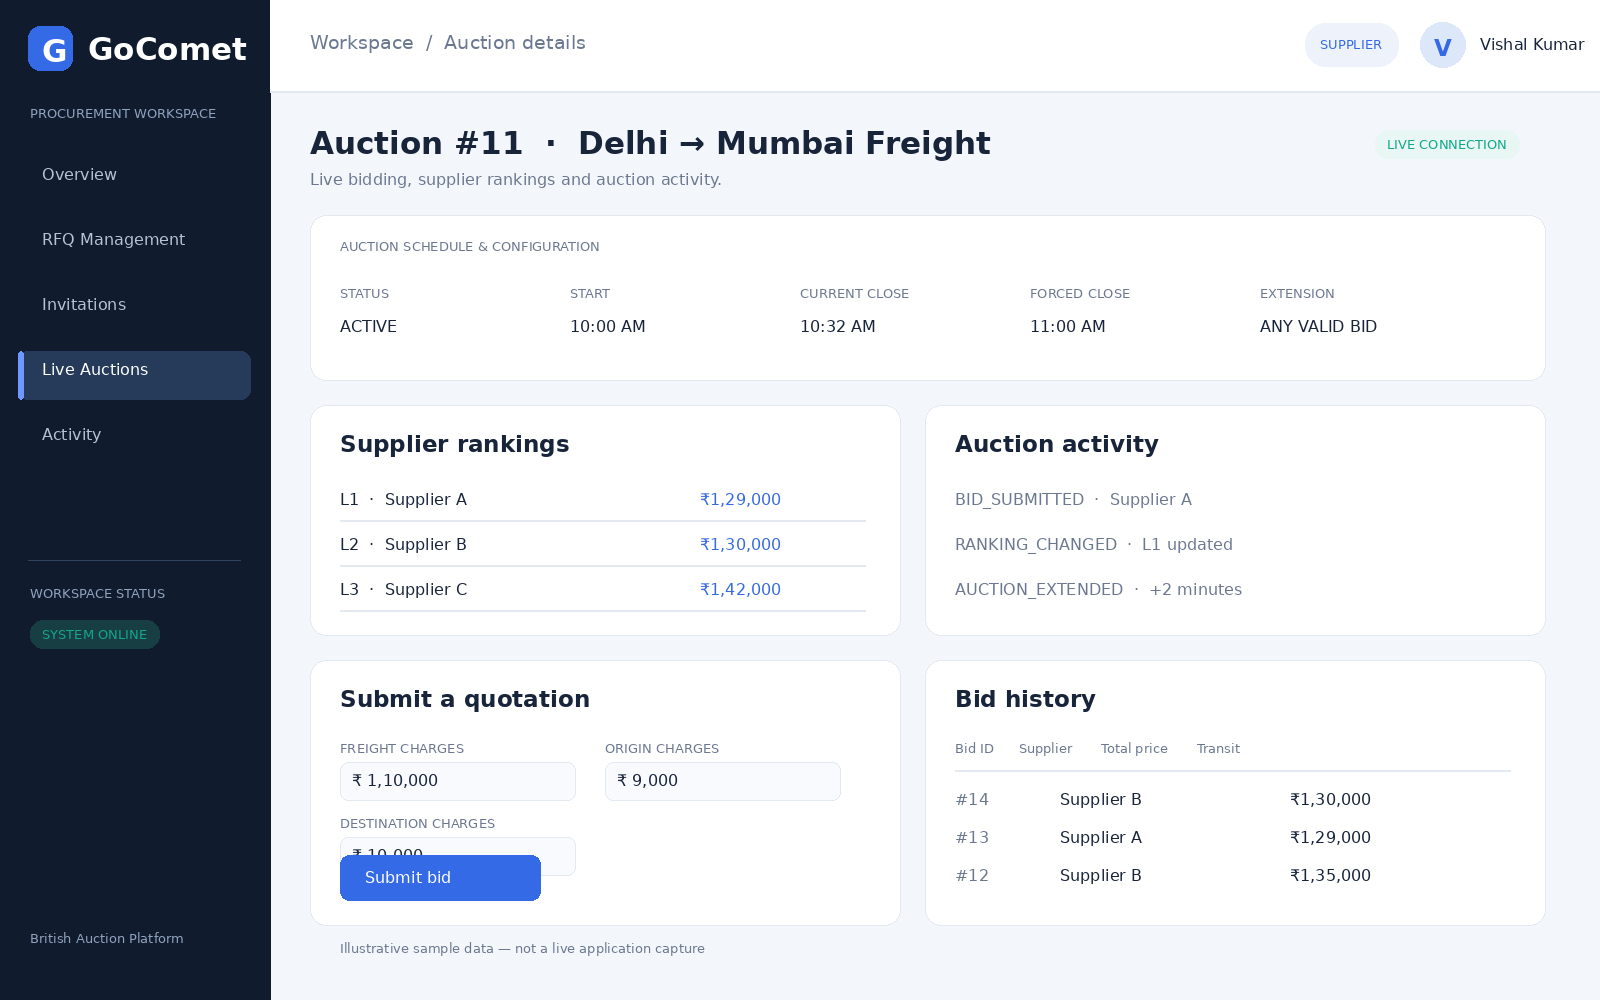 G GoComet
PROCUREMENT WORKSPACE
Overview
RFQ Management
Invitations
Live Auctions
Activity
WORKSPACE STATUS
SYSTEM ONLINE
British Auction Platform
Workspace / Auction details
SUPPLIER
V
Vishal Kumar
Auction #11 · Delhi → Mumbai Freight
LIVE CONNECTION
Live bidding, supplier rankings and auction activity.
AUCTION SCHEDULE & CONFIGURATION
STATUS START CURRENT CLOSE FORCED CLOSE EXTENSION
ACTIVE 10:00 AM 10:32 AM 11:00 AM ANY VALID BID
Supplier rankings
L1 · Supplier A ₹1,29,000
L2 · Supplier B ₹1,30,000
L3 · Supplier C ₹1,42,000
Auction activity
BID_SUBMITTED · Supplier A
RANKING_CHANGED · L1 updated
AUCTION_EXTENDED · +2 minutes
Submit a quotation
FREIGHT CHARGES ORIGIN CHARGES
₹ 1,10,000 ₹ 9,000
DESTINATION CHARGES
₹ 10,000
Submit bid
Bid history
Bid ID Supplier Total price Transit
#14 Supplier B ₹1,30,000
#13 Supplier A ₹1,29,000
#12 Supplier B ₹1,35,000
Illustrative sample data — not a live application capture